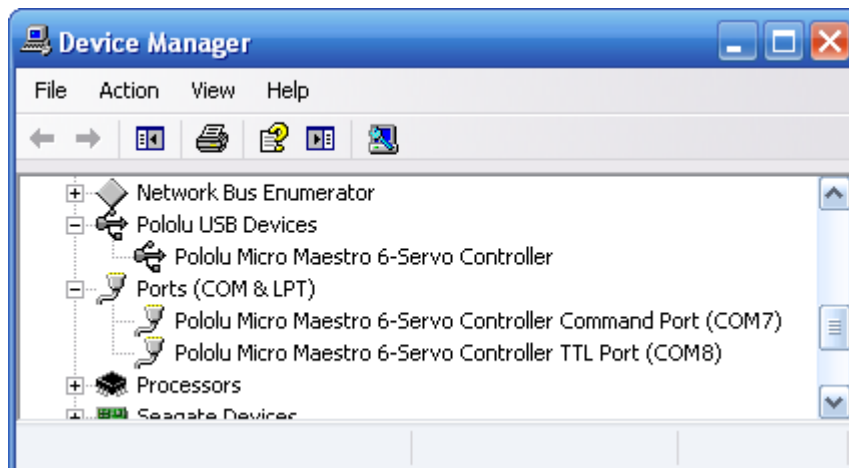 Device Manager
File Action View Help
Network Bus Enumerator
Pololu USB Devices
Pololu Micro Maestro 6-Servo Controller
Ports (COM & LPT)
Pololu Micro Maestro 6-Servo Controller Command Port (COM7)
Pololu Micro Maestro 6-Servo Controller TTL Port (COM8)
Processors
Seagate Devices